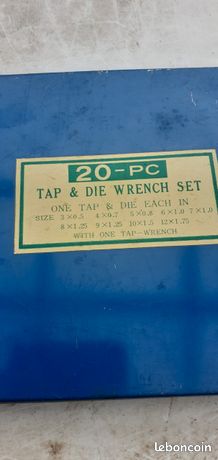 20-PC
TAP & DIE WRENCH SET
ONE TAP & DIE EACH IN
SIZE 3×0.5 4×0.7 5×0.8 6×1.0 7×1.0
8×1.25 9×1.25 10×1.5 12×1.75
WITH ONE TAP-WRENCH
leboncoin